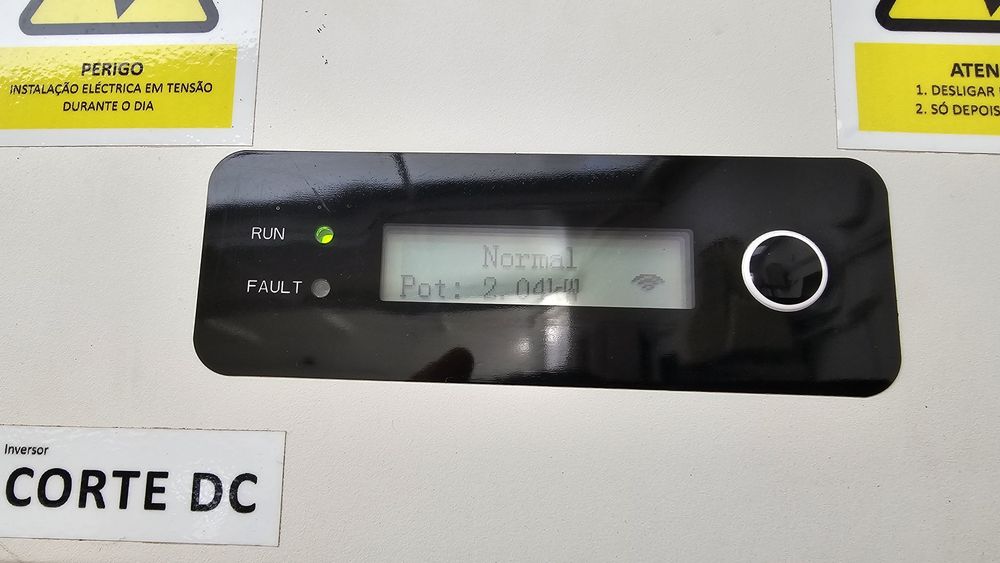 PERIGO
INSTALAÇÃO ELÉCTRICA EM TENSÃO
DURANTE O DIA
ATEN
1. DESLIGAR
2. SÓ DEPOIS
RUN
FAULT
Normal
Pot: 2.04kW
Inversor
CORTE DC